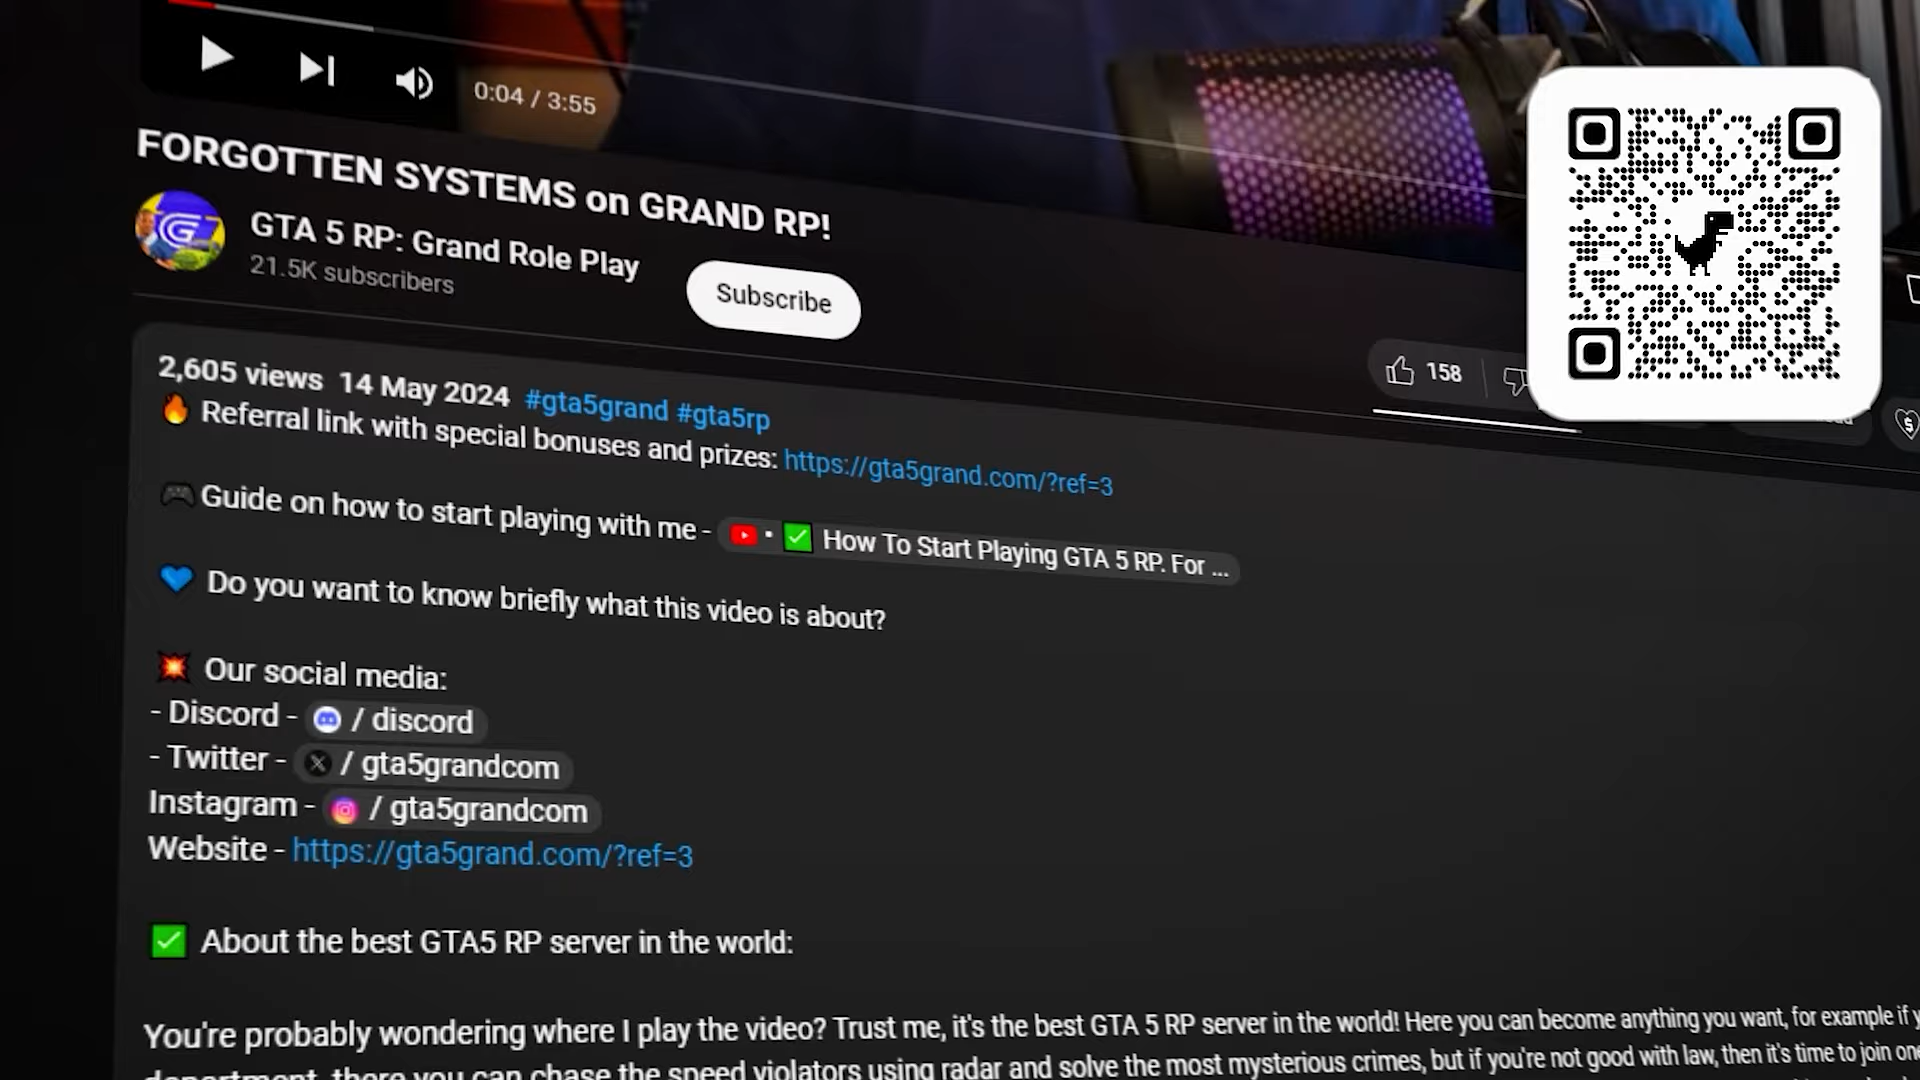 0:04 / 3:55
FORGOTTEN SYSTEMS on GRAND RP!
GTA 5 RP: Grand Role Play
21.5K subscribers
Subscribe
158
2,605 views 14 May 2024 #gta5grand #gta5rp
🔥 Referral link with special bonuses and prizes: https://gta5grand.com/?ref=3
🎮 Guide on how to start playing with me - • ✅ How To Start Playing GTA 5 RP. For ...
💙 Do you want to know briefly what this video is about?
💥 Our social media:
- Discord - / discord
- Twitter - / gta5grandcom
Instagram - / gta5grandcom
Website - https://gta5grand.com/?ref=3
✅ About the best GTA5 RP server in the world:
You're probably wondering where I play the video? Trust me, it's the best GTA 5 RP server in the world! Here you can become anything you want, for example if
department, there you can chase the speed violators using radar and solve the most mysterious crimes, but if you're not good with law, then it's time to join